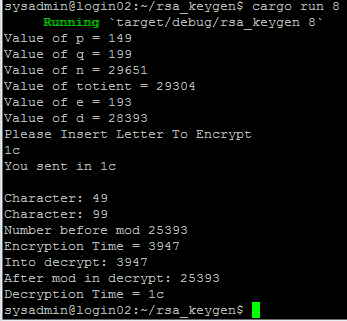 sysadmin@login02:~/rsa_keygen$ cargo run 8
Running `target/debug/rsa_keygen 8`
Value of p = 149
Value of q = 199
Value of n = 29651
Value of totient = 29304
Value of e = 193
Value of d = 28393
Please Insert Letter To Encrypt
1c
You sent in 1c
Character: 49
Character: 99
Number before mod 25393
Encryption Time = 3947
Into decrypt: 3947
After mod in decrypt: 25393
Decryption Time = 1c
sysadmin@login02:~/rsa_keygen$